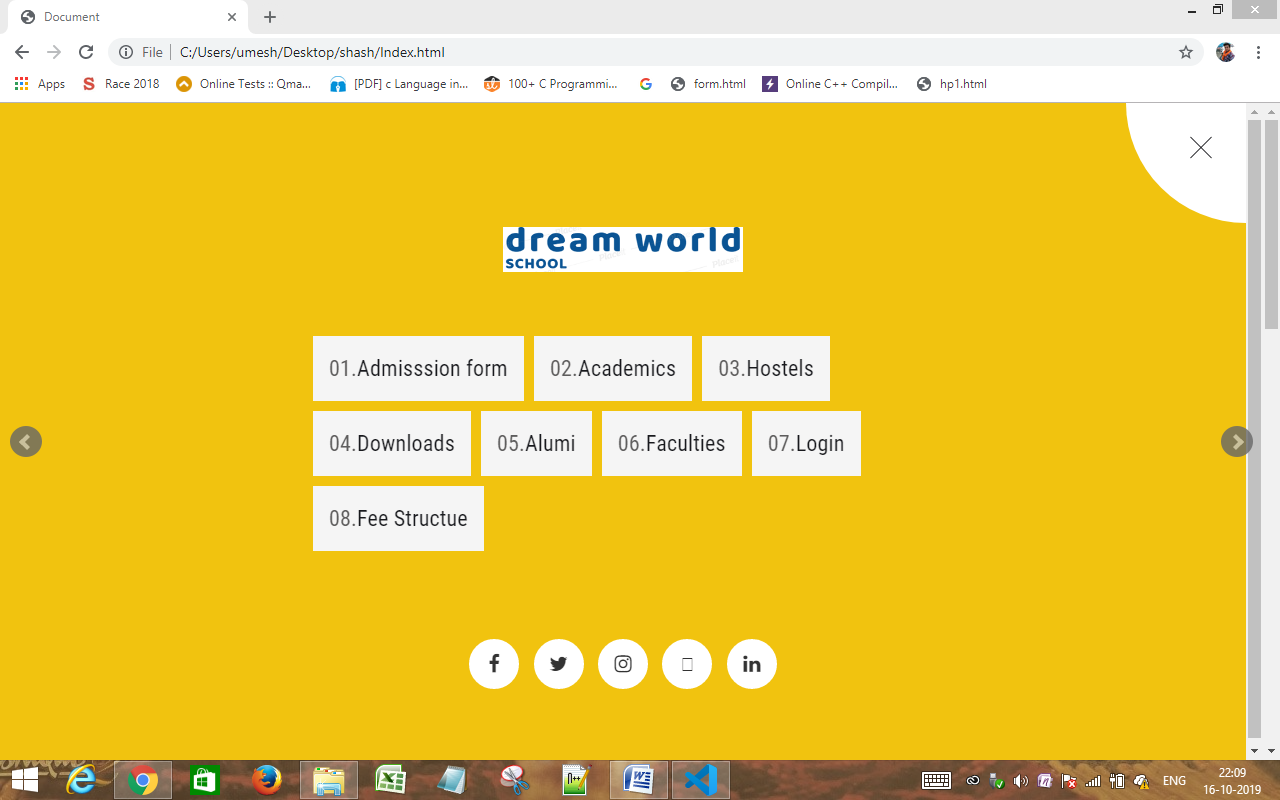 Document
File C:/Users/umesh/Desktop/shash/Index.html
Apps Race 2018 Online Tests :: Qma... [PDF] c Language in... 100+ C Programmi... form.html Online C++ Compil... hp1.html
dream world
SCHOOL
01.Admisssion form 02.Academics 03.Hostels
04.Downloads 05.Alumi 06.Faculties 07.Login
08.Fee Structue
ENG 22:09
16-10-2019